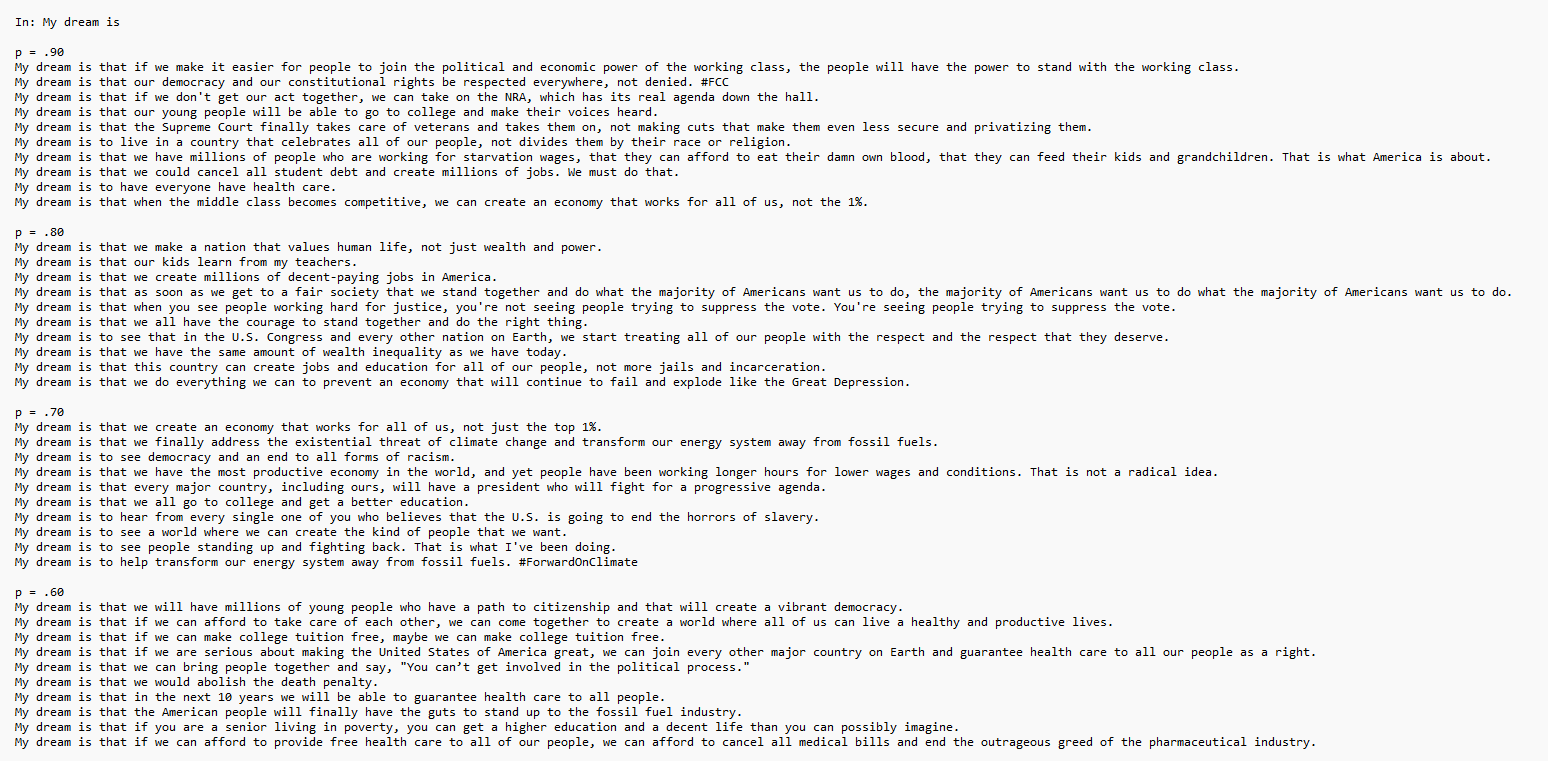 In: My dream is
p = .90
My dream is that if we make it easier for people to join the political and economic power of the working class, the people will have the power to stand with the working class.
My dream is that our democracy and our constitutional rights be respected everywhere, not denied. #FCC
My dream is that if we don't get our act together, we can take on the NRA, which has its real agenda down the hall.
My dream is that our young people will be able to go to college and make their voices heard.
My dream is that the Supreme Court finally takes care of veterans and takes them on, not making cuts that make them even less secure and privatizing them.
My dream is to live in a country that celebrates all of our people, not divides them by their race or religion.
My dream is that we have millions of people who are working for starvation wages, that they can afford to eat their damn own blood, that they can feed their kids and grandchildren. That is what America is about.
My dream is that we could cancel all student debt and create millions of jobs. We must do that.
My dream is to have everyone have health care.
My dream is that when the middle class becomes competitive, we can create an economy that works for all of us, not the 1%.
p = .80
My dream is that we make a nation that values human life, not just wealth and power.
My dream is that our kids learn from my teachers.
My dream is that we create millions of decent-paying jobs in America.
My dream is that as soon as we get to a fair society that we stand together and do what the majority of Americans want us to do, the majority of Americans want us to do what the majority of Americans want us to do.
My dream is that when you see people working hard for justice, you're not seeing people trying to suppress the vote. You're seeing people trying to suppress the vote.
My dream is that we all have the courage to stand together and do the right thing.
My dream is to see that in the U.S. Congress and every other nation on Earth, we start treating all of our people with the respect and the respect that they deserve.
My dream is that we have the same amount of wealth inequality as we have today.
My dream is that this country can create jobs and education for all of our people, not more jails and incarceration.
My dream is that we do everything we can to prevent an economy that will continue to fail and explode like the Great Depression.
p = .70
My dream is that we create an economy that works for all of us, not just the top 1%.
My dream is that we finally address the existential threat of climate change and transform our energy system away from fossil fuels.
My dream is to see democracy and an end to all forms of racism.
My dream is that we have the most productive economy in the world, and yet people have been working longer hours for lower wages and conditions. That is not a radical idea.
My dream is that every major country, including ours, will have a president who will fight for a progressive agenda.
My dream is that we all go to college and get a better education.
My dream is to hear from every single one of you who believes that the U.S. is going to end the horrors of slavery.
My dream is to see a world where we can create the kind of people that we want.
My dream is to see people standing up and fighting back. That is what I've been doing.
My dream is to help transform our energy system away from fossil fuels. #ForwardOnClimate
p = .60
My dream is that we will have millions of young people who have a path to citizenship and that will create a vibrant democracy.
My dream is that if we can afford to take care of each other, we can come together to create a world where all of us can live a healthy and productive lives.
My dream is that if we can make college tuition free, maybe we can make college tuition free.
My dream is that if we are serious about making the United States of America great, we can join every other major country on Earth and guarantee health care to all our people as a right.
My dream is that we can bring people together and say, "You can’t get involved in the political process."
My dream is that we would abolish the death penalty.
My dream is that in the next 10 years we will be able to guarantee health care to all people.
My dream is that the American people will finally have the guts to stand up to the fossil fuel industry.
My dream is that if you are a senior living in poverty, you can get a higher education and a decent life than you can possibly imagine.
My dream is that if we can afford to provide free health care to all of our people, we can afford to cancel all medical bills and end the outrageous greed of the pharmaceutical industry.